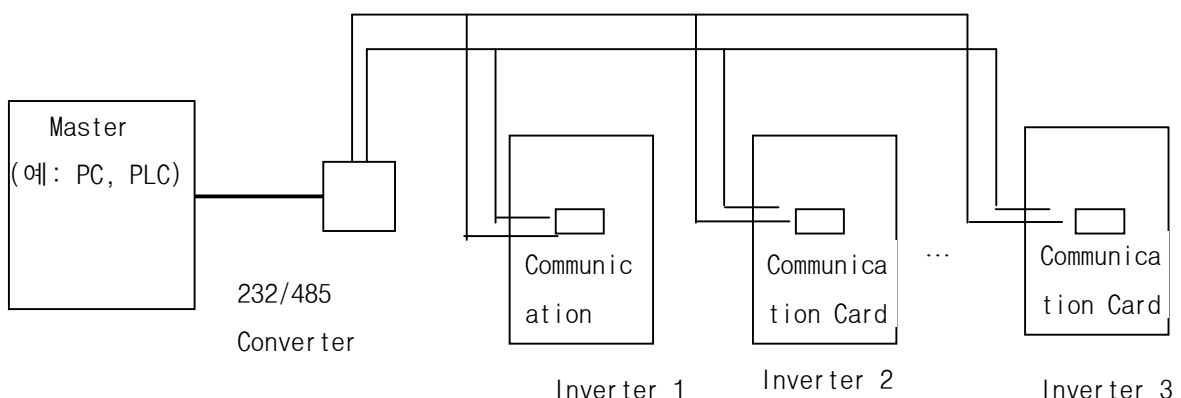 Master
(예: PC, PLC)
232/485
Converter
Communic
ation
Inverter 1
Communica
tion Card
Inverter 2
…
Communica
tion Card
Inverter 3